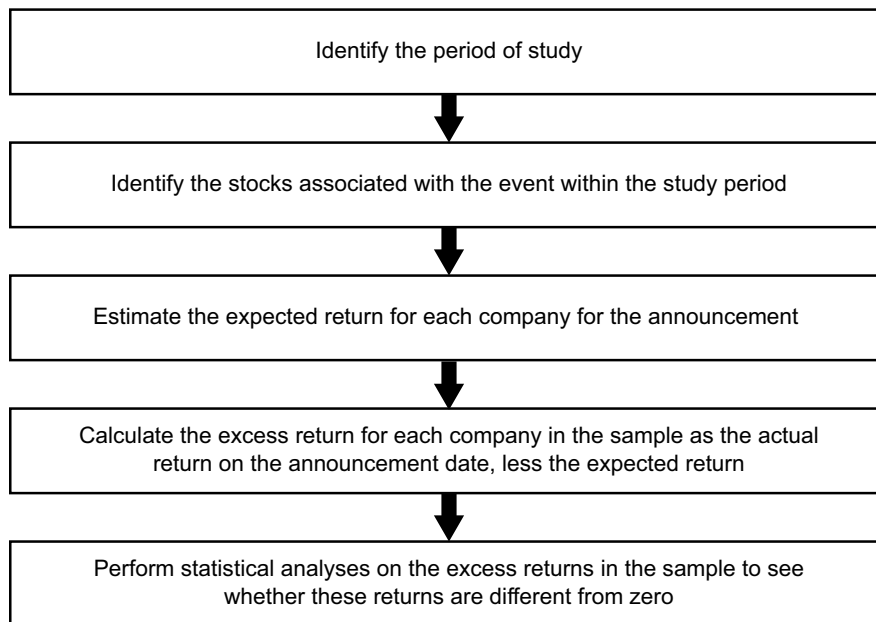 Identify the period of study
Identify the stocks associated with the event within the study period
Estimate the expected return for each company for the announcement
Calculate the excess return for each company in the sample as the actual
return on the announcement date, less the expected return
Perform statistical analyses on the excess returns in the sample to see
whether these returns are different from zero